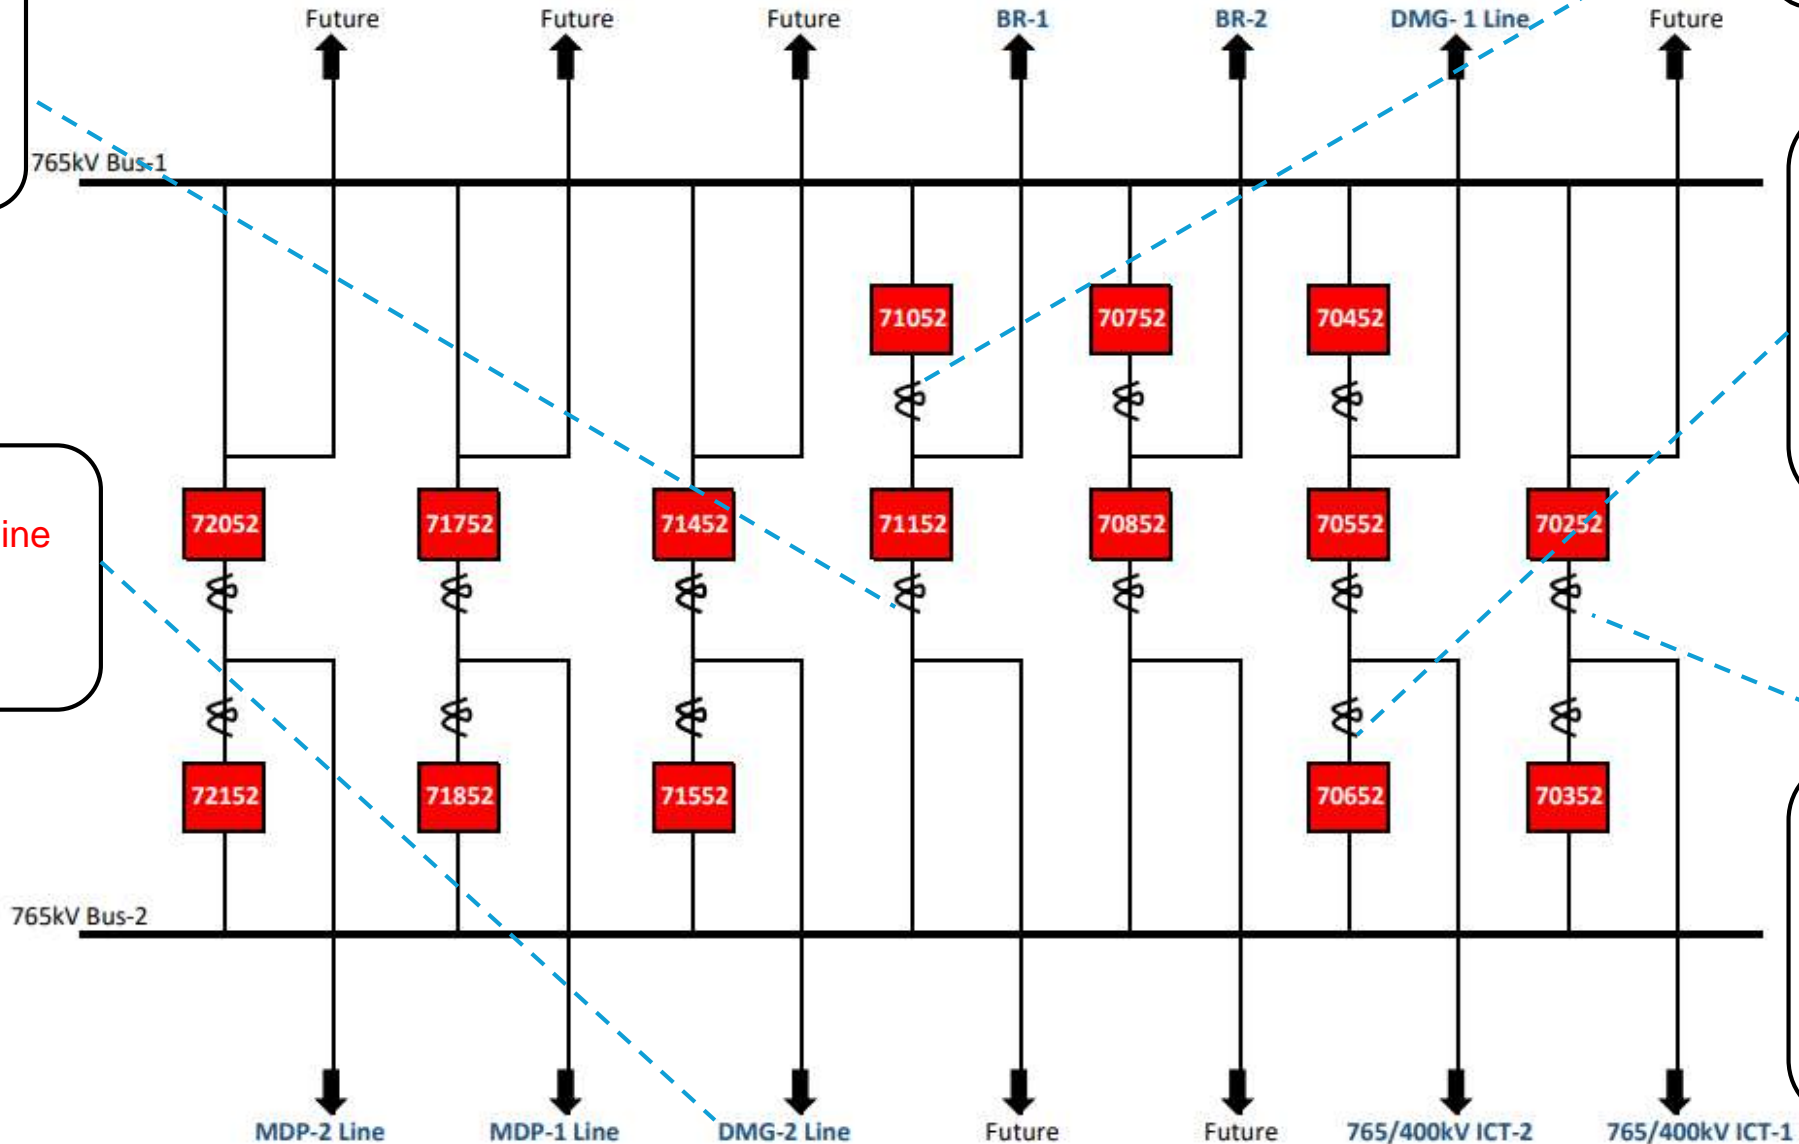 Future Future Future BR-1 BR-2 DMG- 1 Line Future
765kV Bus-1
71052 70752 70452
72052 71752 71452 71152 70852 70552 70252
ine
72152 71852 71552 70652 70352
765kV Bus-2
MDP-2 Line MDP-1 Line DMG-2 Line Future Future 765/400kV ICT-2 765/400kV ICT-1